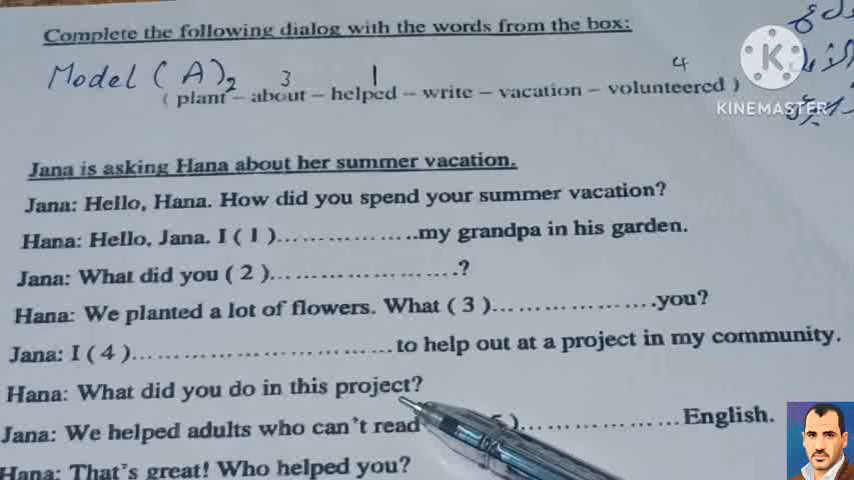 Complete the following dialog with the words from the box:
Model (A) 2 3 1 4
( plant – about – helped – write – vacation – volunteered )
KINEMASTER
Jana is asking Hana about her summer vacation.
Jana: Hello, Hana. How did you spend your summer vacation?
Hana: Hello, Jana. I ( 1 )………………..my grandpa in his garden.
Jana: What did you ( 2 )…………………….?
Hana: We planted a lot of flowers. What ( 3 )………………….you?
Jana: I ( 4 )……………………………to help out at a project in my community.
Hana: What did you do in this project?
Jana: We helped adults who can't read 5 )………………… English.
Hana: That's great! Who helped you?